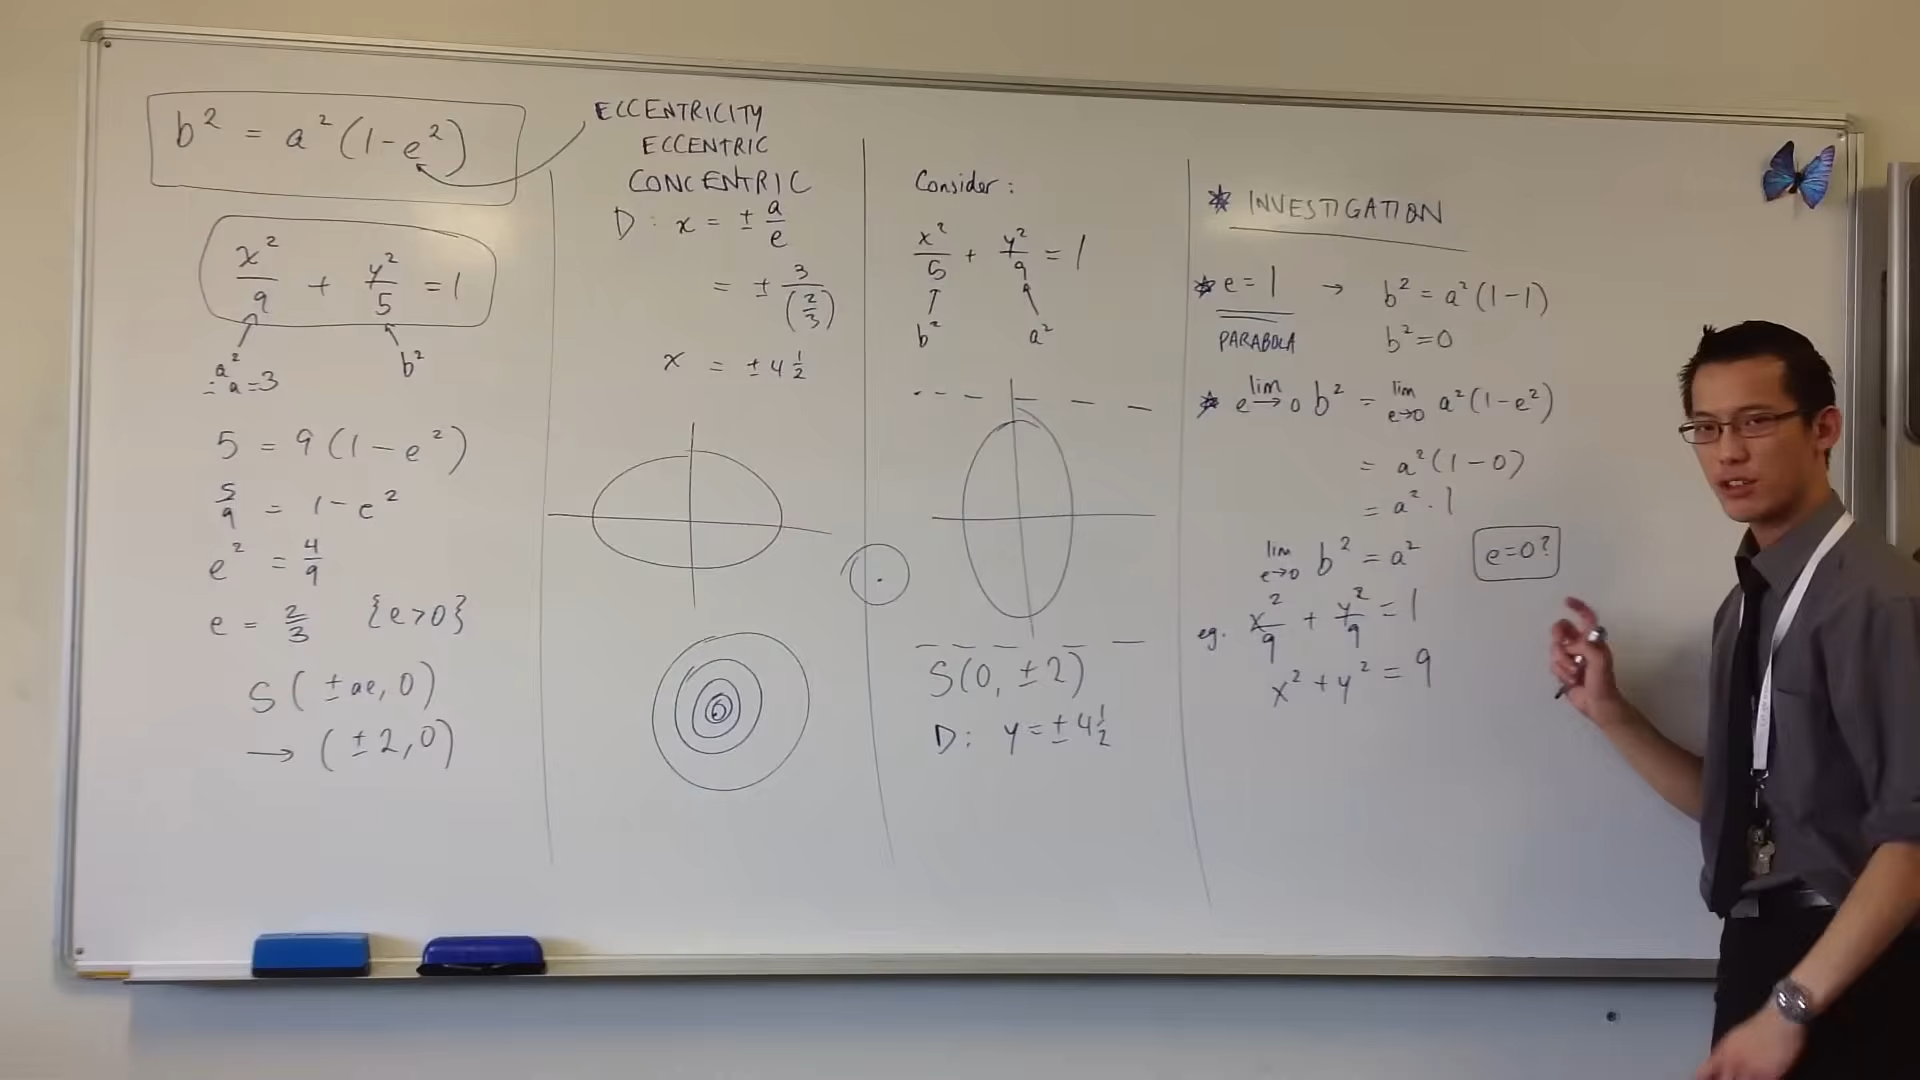 b² = a²(1-e²)
x²/9 + y²/5 = 1
a² b²
∴ a=3
5 = 9(1-e²)
5/9 = 1-e²
e² = 4/9
e = 2/3 {e>0}
S(±ae, 0)
→ (±2, 0)
ECCENTRICITY
ECCENTRIC
CONCENTRIC
D: x = ± a/e
= ± 3/(2/3)
x = ±4 1/2
Consider:
x²/5 + y²/9 = 1
b² a²
S(0, ±2)
D: y = ±4 1/2
* INVESTIGATION
* e = 1 → b² = a²(1-1)
PARABOLA b² = 0
* lim e→0 b² = lim e→0 a²(1-e²)
= a²(1-0)
= a² · 1
lim e→0 b² = a² e=0?
eg. x²/9 + y²/9 = 1
x² + y² = 9